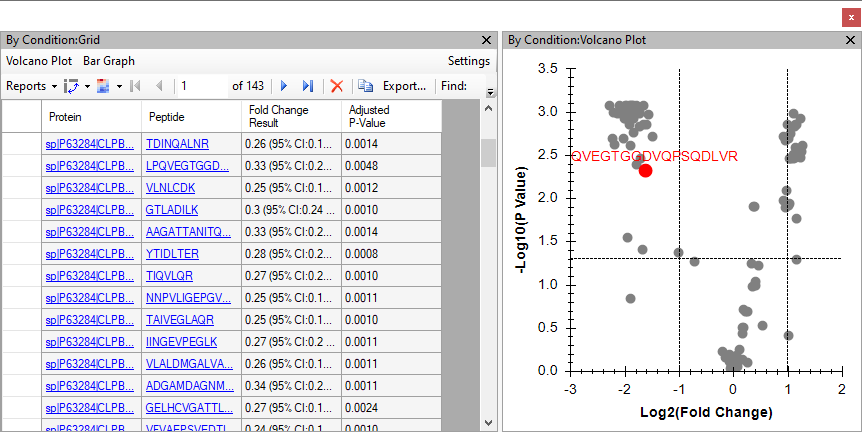 x
By Condition:Grid
Volcano Plot Bar Graph Settings
Reports 1 of 143 Export... Find:
Protein Peptide Fold Change Result Adjusted P-Value
sp|P63284|CLPB... TDINQALNR 0.26 (95% CI:0.1... 0.0014
sp|P63284|CLPB... LPQVEGTGGD... 0.33 (95% CI:0.2... 0.0048
sp|P63284|CLPB... VLNLCDK 0.25 (95% CI:0.1... 0.0012
sp|P63284|CLPB... GTLADILK 0.3 (95% CI:0.24 ... 0.0010
sp|P63284|CLPB... AAGATTANITQ... 0.33 (95% CI:0.2... 0.0014
sp|P63284|CLPB... YTIDLTER 0.28 (95% CI:0.2... 0.0008
sp|P63284|CLPB... TIQVLQR 0.27 (95% CI:0.2... 0.0010
sp|P63284|CLPB... NNPVLIGEPGV... 0.25 (95% CI:0.1... 0.0011
sp|P63284|CLPB... TAIVEGLAQR 0.25 (95% CI:0.1... 0.0010
sp|P63284|CLPB... IINGEVPEGLK 0.27 (95% CI:0.2 ... 0.0011
sp|P63284|CLPB... VLALDMGALVA... 0.26 (95% CI:0.1... 0.0011
sp|P63284|CLPB... ADGAMDAGNM... 0.34 (95% CI:0.2... 0.0011
sp|P63284|CLPB... GELHCVGATTL... 0.27 (95% CI:0.1... 0.0024
sp|P63284|CLPB... VFVAEPSVEDTI... 0.24 (95% CI:0.1... 0.0010
By Condition:Volcano Plot
3.5
3.0
2.5
QVEGTGGDVQPSQDLVR
2.0
1.5
1.0
0.5
0.0
-3 -2 -1 0 1 2
-Log10(P Value)
Log2(Fold Change)